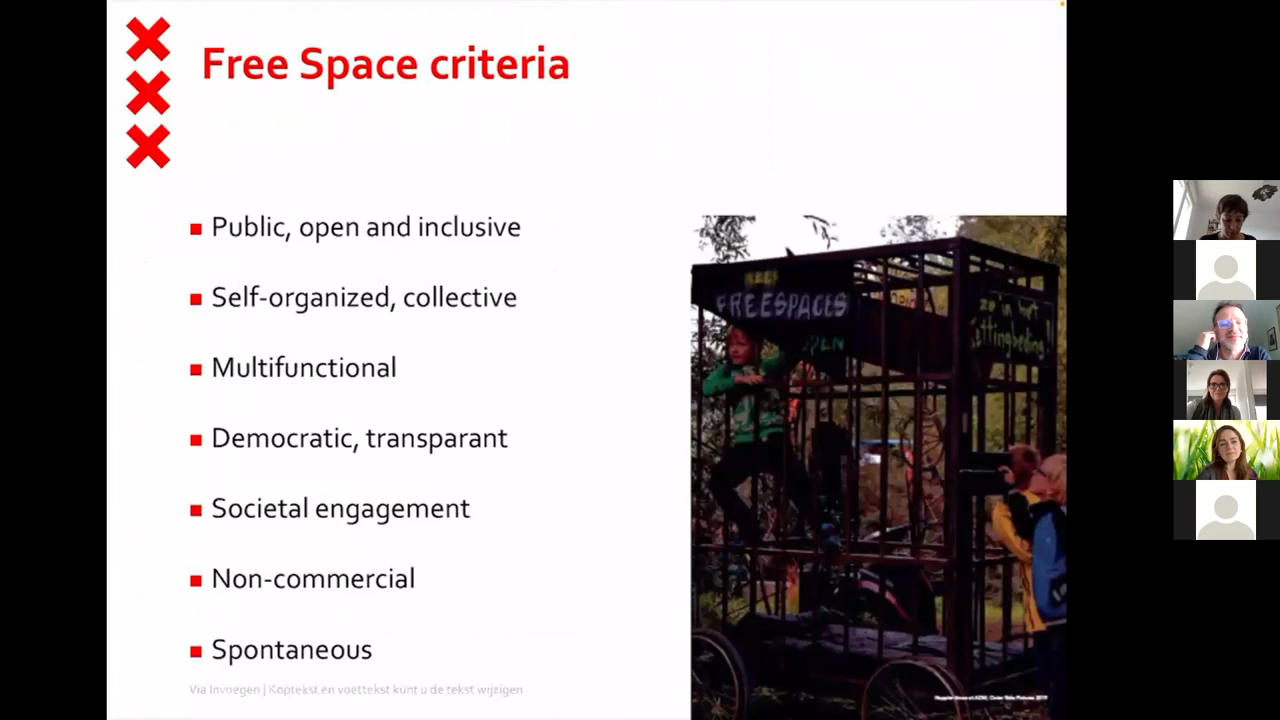 Free Space criteria
Public, open and inclusive
Self-organized, collective
Multifunctional
Democratic, transparant
Societal engagement
Non-commercial
Spontaneous
Via Invoegen | Koptekst en voettekst kunt u de tekst wijzigen
FREESPACES